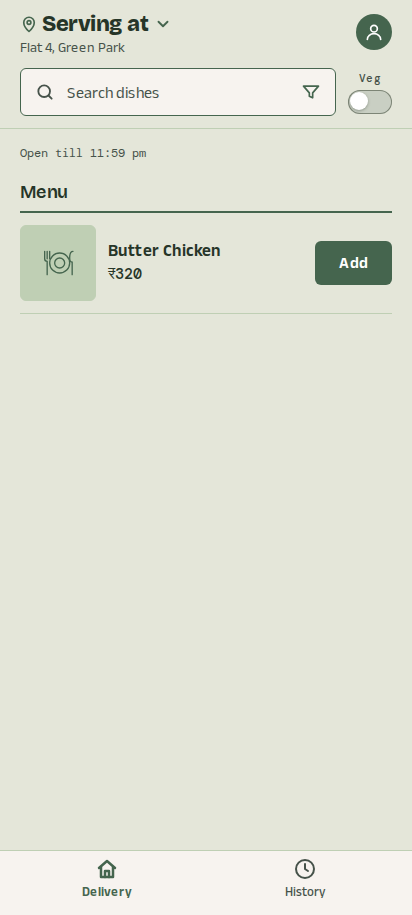 Serving at
Flat 4, Green Park
Search dishes
Veg
Open till 11:59 pm
Menu
Butter Chicken
₹320
Add
Delivery
History